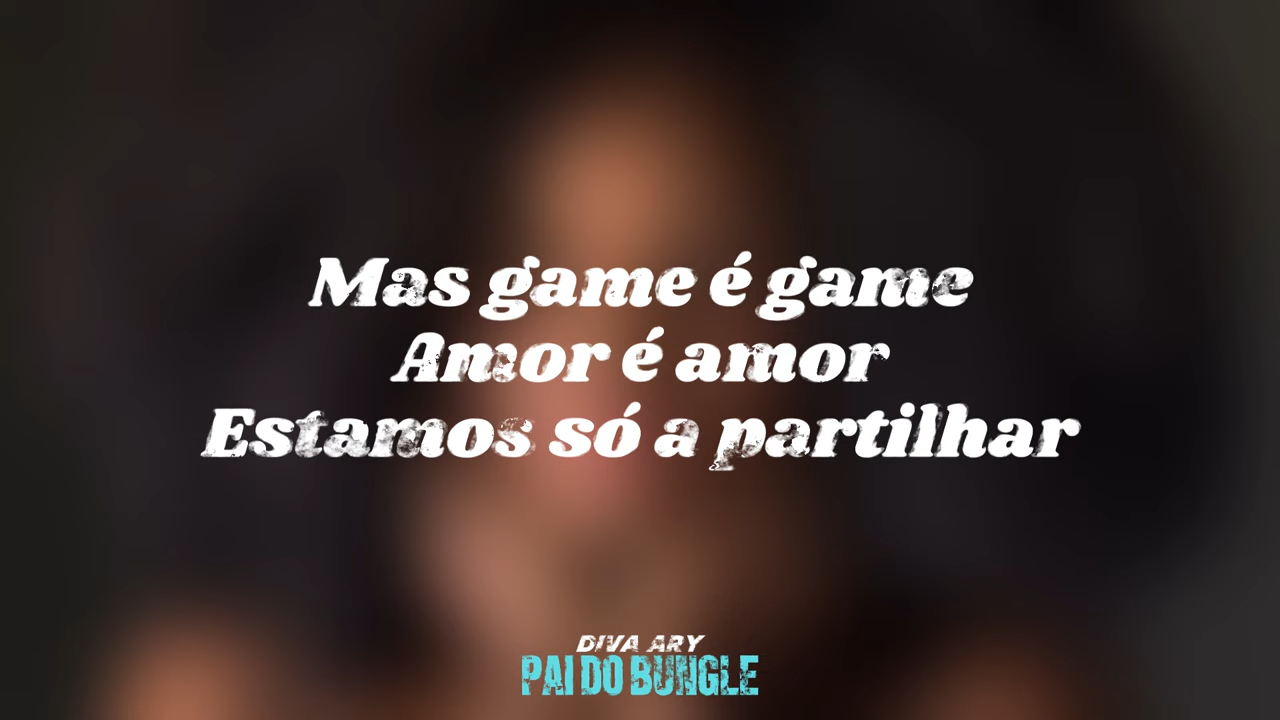 Mas game é game
Amor é amor
Estamos só a partilhar
DIVA ARY
PAI DO BUNGLE